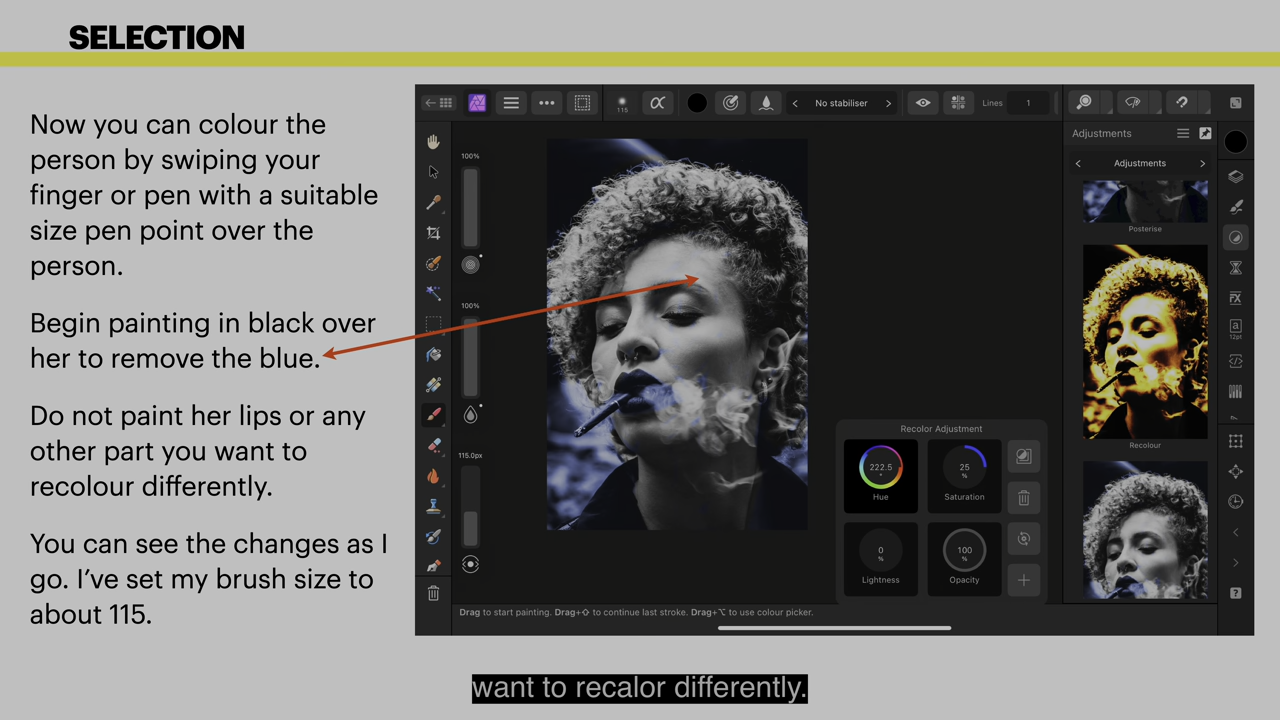 SELECTION
Now you can colour the
person by swiping your
finger or pen with a suitable
size pen point over the
person.
Begin painting in black over
her to remove the blue.
Do not paint her lips or any
other part you want to
recolour differently.
You can see the changes as I
go. I’ve set my brush size to
about 115.
115
No stabiliser
Lines
1
100%
100%
115.0px
Adjustments
Adjustments
Posterise
Recolour
FX
a
12pt
Recolor Adjustment
222.5
°
Hue
25
%
Saturation
0
%
Lightness
100
%
Opacity
?
Drag to start painting. Drag+⇧ to continue last stroke. Drag+⌥ to use colour picker.
want to recalor differently.